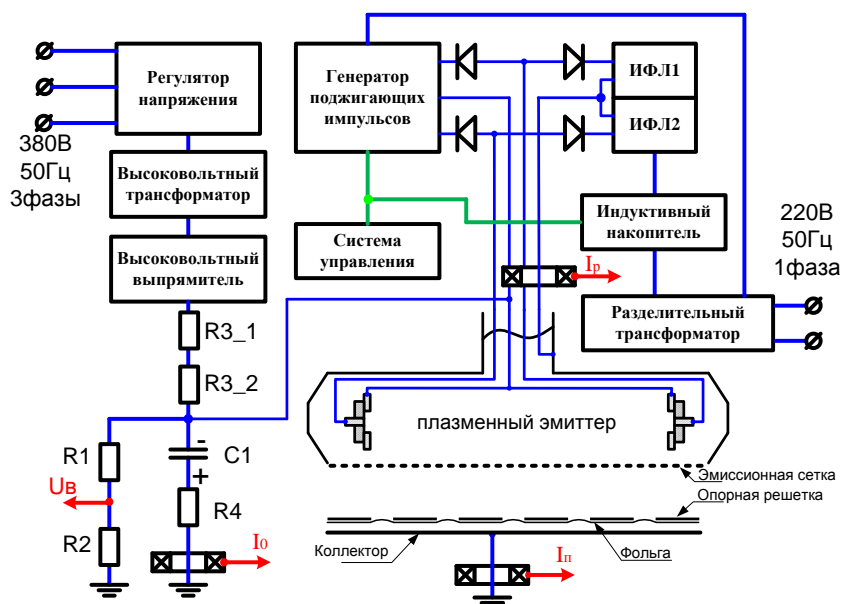 Регулятор
напряжения
Генератор
поджигающих
импульсов
ИФЛ1
ИФЛ2
380В
50Гц
3фазы
Высоковольтный
трансформатор
Высоковольтный
выпрямитель
Система
управления
Индуктивный
накопитель
220В
50Гц
1фаза
Iр
Разделительный
трансформатор
R3_1
R3_2
плазменный эмиттер
R1
-
C1
+
Uв
R4
R2
I0
Эмиссионная сетка
Опорная решетка
Коллектор
Фольга
Iп